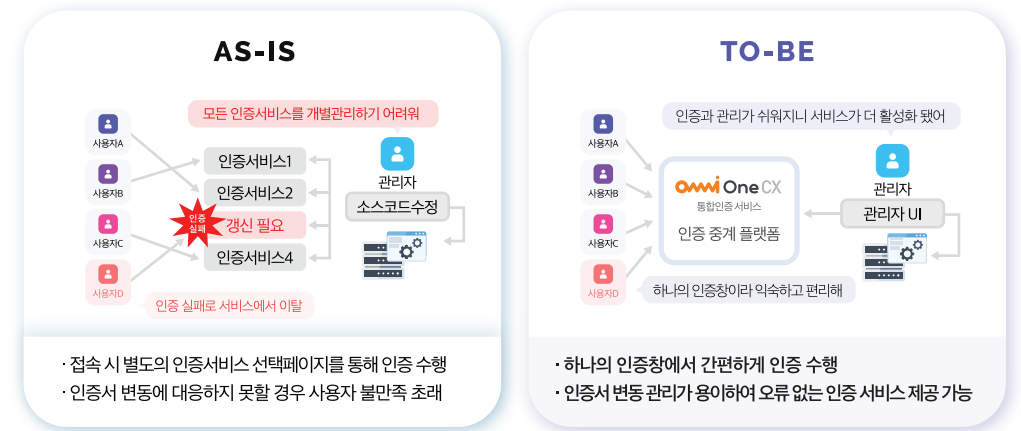 AS-IS
모든 인증서비스를 개별관리하기 어려워
사용자A
사용자B
사용자C
사용자D
인증서비스1
인증서비스2
인증
실패
갱신 필요
인증서비스4
관리자
소스코드수정
인증 실패로 서비스에서 이탈
· 접속 시 별도의 인증서비스 선택페이지를 통해 인증 수행
· 인증서 변동에 대응하지 못할 경우 사용자 불만족 초래
TO-BE
인증과 관리가 쉬워지니 서비스가 더 활성화 됐어
사용자A
사용자B
사용자C
사용자D
Omni One CX
통합인증 서비스
인증 중계 플랫폼
관리자
관리자 UI
하나의 인증창이라 익숙하고 편리해
· 하나의 인증창에서 간편하게 인증 수행
· 인증서 변동 관리가 용이하여 오류 없는 인증 서비스 제공 가능